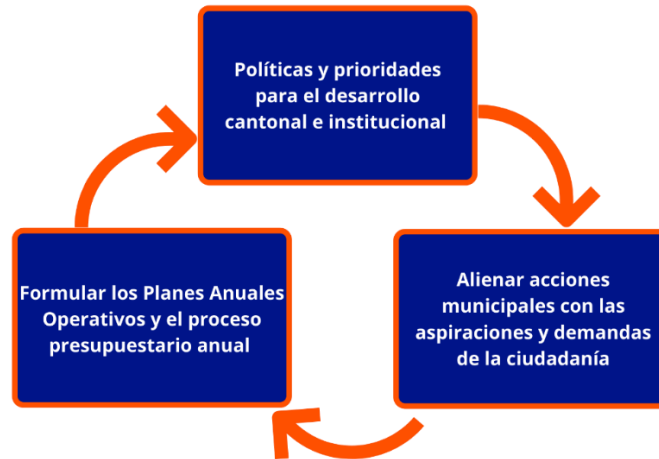 Políticas y prioridades
para el desarrollo
cantonal e institucional
Alienar acciones
municipales con las
aspiraciones y demandas
de la ciudadanía
Formular los Planes Anuales
Operativos y el proceso
presupuestario anual